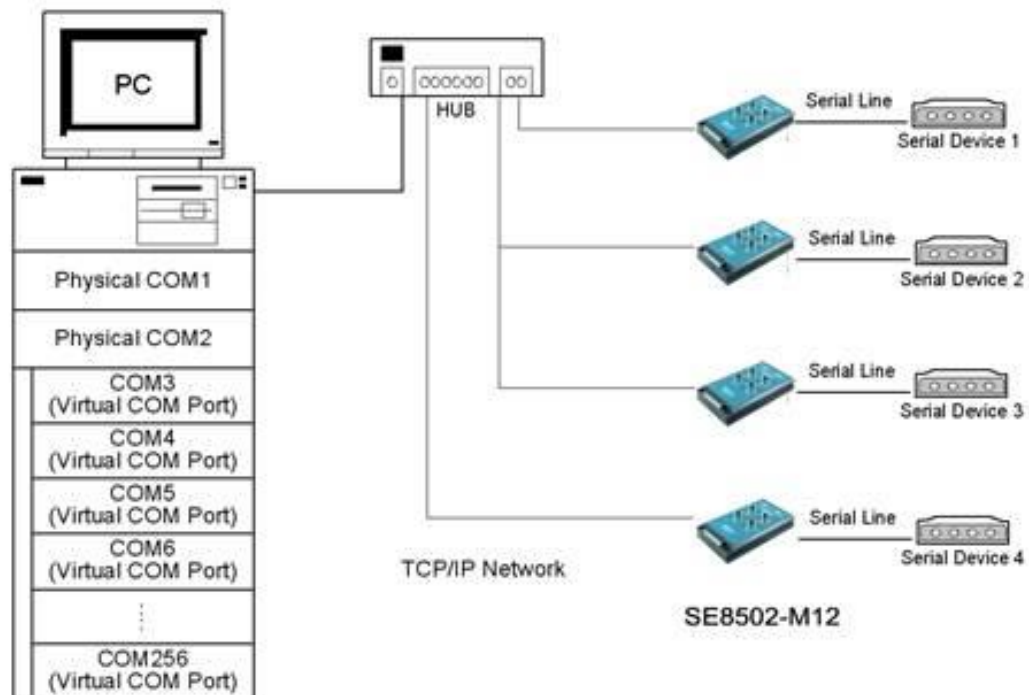 PC
HUB
Physical COM1
Physical COM2
COM3
(Virtual COM Port)
COM4
(Virtual COM Port)
COM5
(Virtual COM Port)
COM6
(Virtual COM Port)
COM256
(Virtual COM Port)
TCP/IP Network
Serial Line
Serial Device 1
Serial Line
Serial Device 2
Serial Line
Serial Device 3
Serial Line
Serial Device 4
SE8502-M12